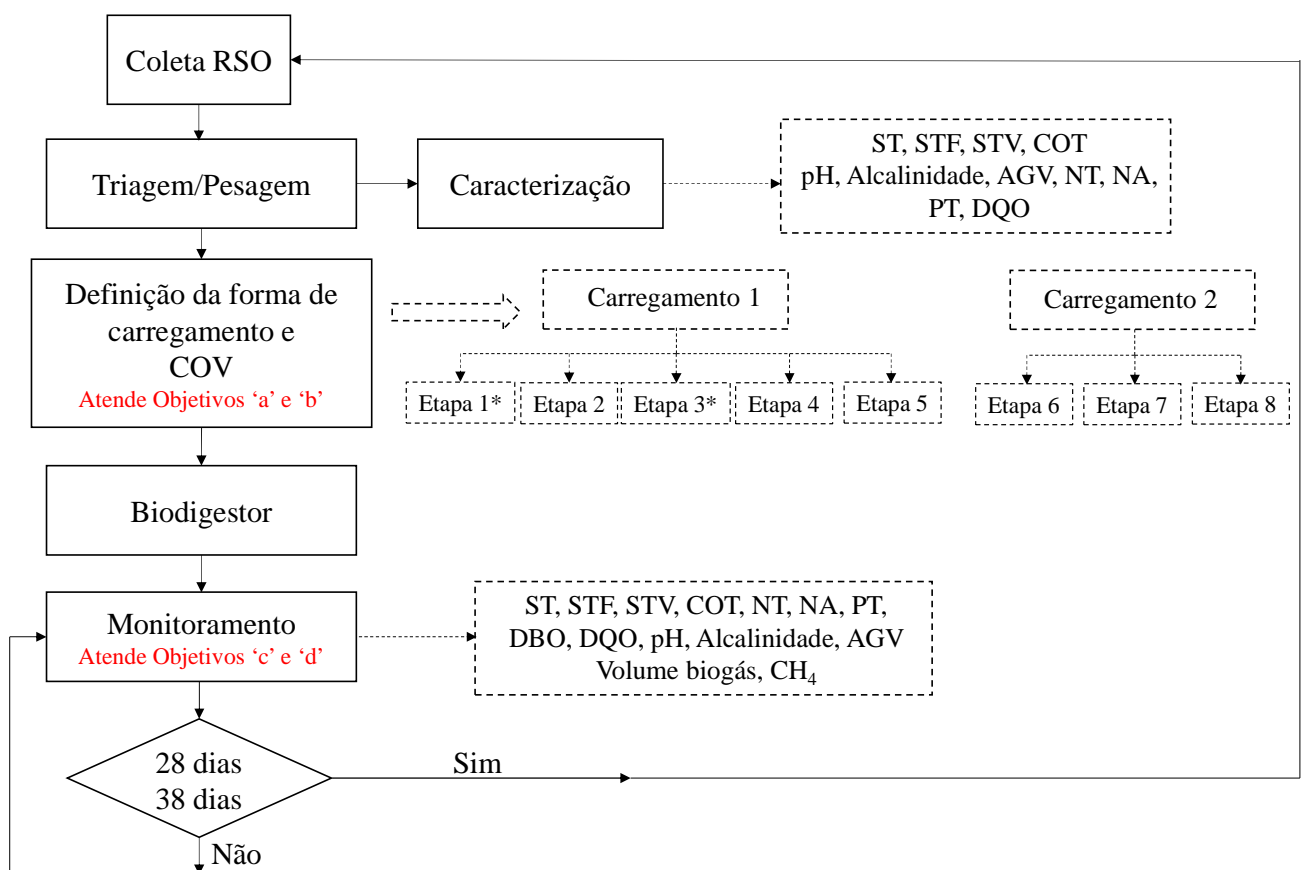 Coleta RSO
Triagem/Pesagem
Caracterização
ST, STF, STV, COT
pH, Alcalinidade, AGV, NT, NA,
PT, DQO
Definição da forma de
carregamento e
COV
Atende Objetivos ‘a’ e ‘b’
Carregamento 1
Carregamento 2
Etapa 1*
Etapa 2
Etapa 3*
Etapa 4
Etapa 5
Etapa 6
Etapa 7
Etapa 8
Biodigestor
Monitoramento
Atende Objetivos ‘c’ e ‘d’
ST, STF, STV, COT, NT, NA, PT,
DBO, DQO, pH, Alcalinidade, AGV
Volume biogás, CH₄
28 dias
38 dias
Sim
Não